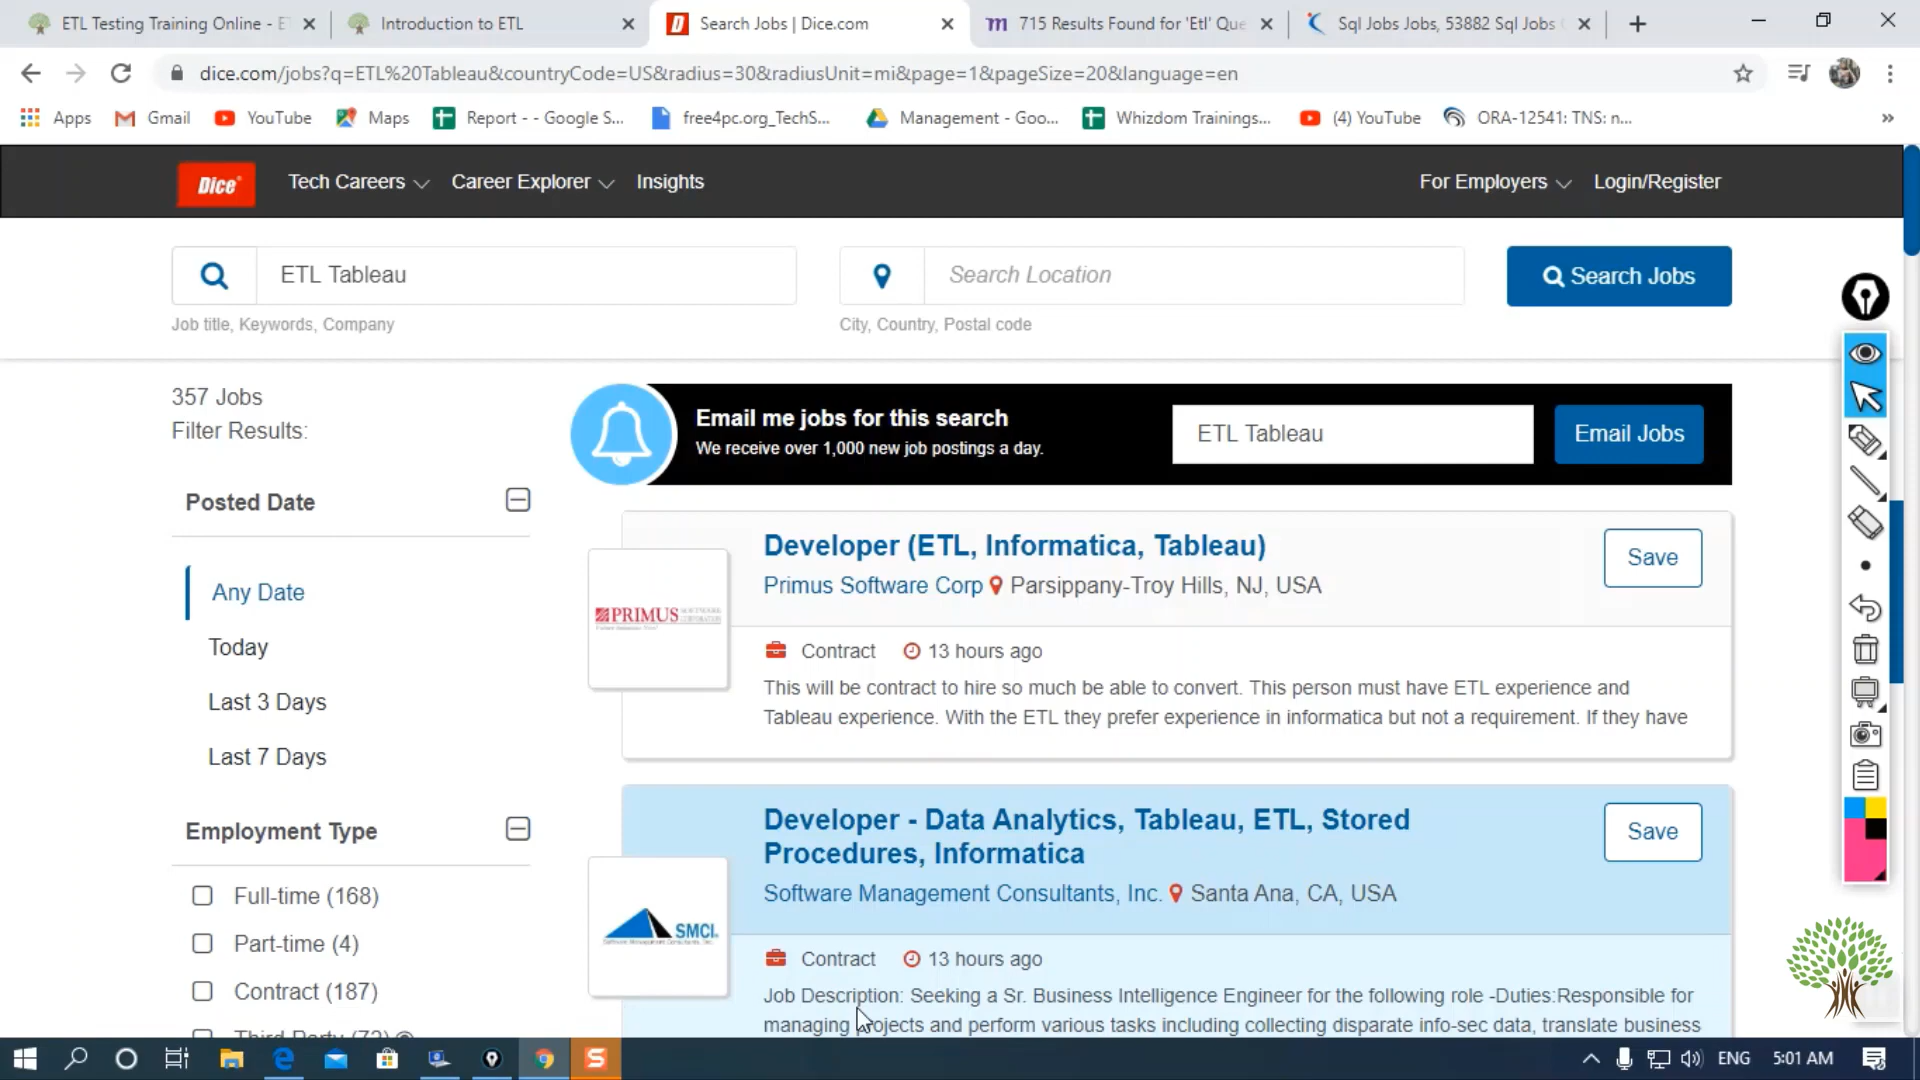 ETL Testing Training Online - ET
Introduction to ETL
Search Jobs | Dice.com
715 Results Found for 'Etl' Que
Sql Jobs Jobs, 53882 Sql Jobs
dice.com/jobs?q=ETL%20Tableau&countryCode=US&radius=30&radiusUnit=mi&page=1&pageSize=20&language=en
Apps
Gmail
YouTube
Maps
Report - - Google S...
free4pc.org_TechS...
Management - Goo...
Whizdom Trainings...
(4) YouTube
ORA-12541: TNS: n...
Dice
Tech Careers
Career Explorer
Insights
For Employers
Login/Register
ETL Tableau
Search Location
Search Jobs
Job title, Keywords, Company
City, Country, Postal code
357 Jobs
Filter Results:
Email me jobs for this search
We receive over 1,000 new job postings a day.
ETL Tableau
Email Jobs
Posted Date
Any Date
Today
Last 3 Days
Last 7 Days
Employment Type
Full-time (168)
Part-time (4)
Contract (187)
Third Party (72)
Developer (ETL, Informatica, Tableau)
Primus Software Corp
Parsippany-Troy Hills, NJ, USA
Save
PRIMUS
Contract
13 hours ago
This will be contract to hire so much be able to convert. This person must have ETL experience and
Tableau experience. With the ETL they prefer experience in informatica but not a requirement. If they have
Developer - Data Analytics, Tableau, ETL, Stored
Procedures, Informatica
Software Management Consultants, Inc.
Santa Ana, CA, USA
Save
SMCI
Contract
13 hours ago
Job Description: Seeking a Sr. Business Intelligence Engineer for the following role -Duties:Responsible for
managing projects and perform various tasks including collecting disparate info-sec data, translate business
ENG
5:01 AM